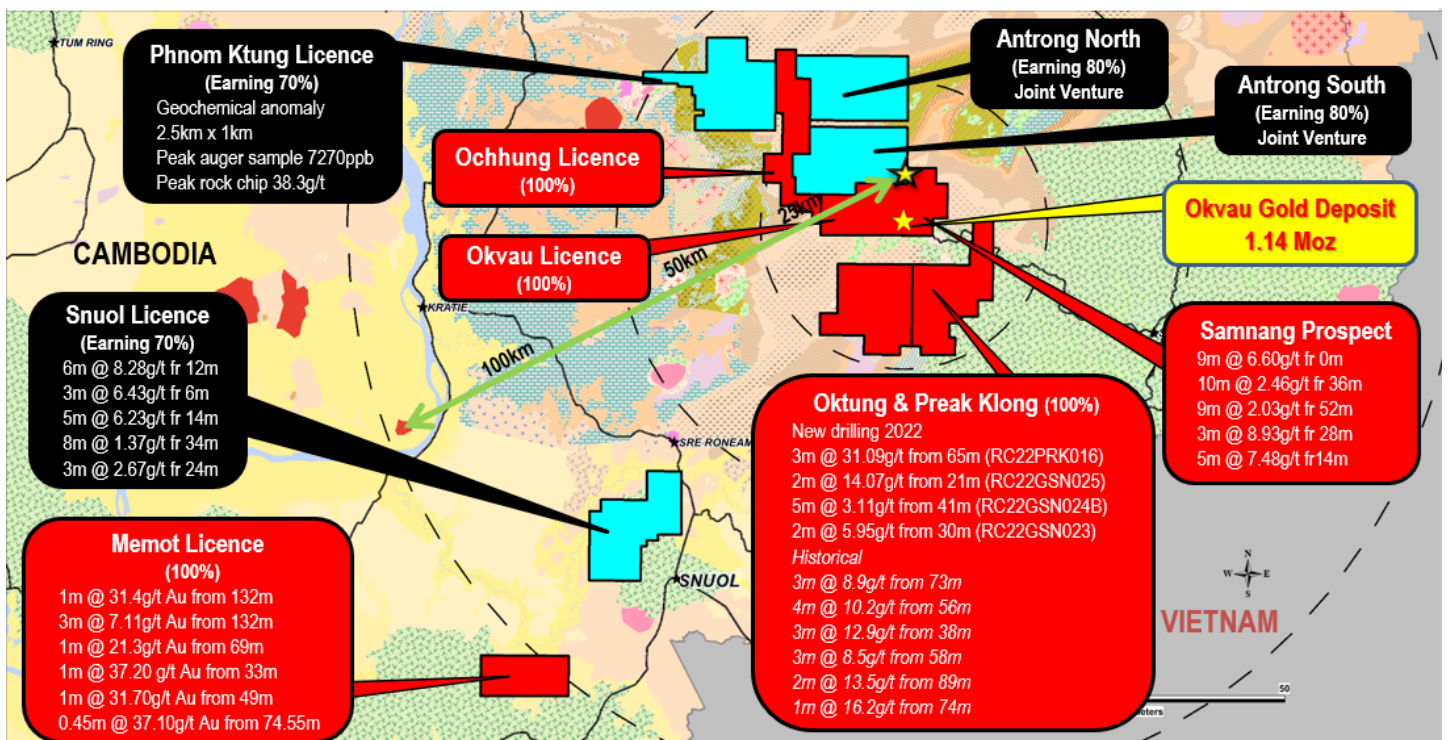 TUM RING
Phnom Ktung Licence
(Earning 70%)
Geochemical anomaly
2.5km x 1km
Peak auger sample 7270ppb
Peak rock chip 38.3g/t
Antrong North
(Earning 80%)
Joint Venture
Antrong South
(Earning 80%)
Joint Venture
Ochhung Licence
(100%)
Okvau Gold Deposit
1.14 Moz
Okvau Licence
(100%)
25km
50km
100km
CAMBODIA
KRATIE
Snuol Licence
(Earning 70%)
6m @ 8.28g/t fr 12m
3m @ 6.43g/t fr 6m
5m @ 6.23g/t fr 14m
8m @ 1.37g/t fr 34m
3m @ 2.67g/t fr 24m
Samnang Prospect
9m @ 6.60g/t fr 0m
10m @ 2.46g/t fr 36m
9m @ 2.03g/t fr 52m
3m @ 8.93g/t fr 28m
5m @ 7.48g/t fr14m
Oktung & Preak Klong (100%)
New drilling 2022
3m @ 31.09g/t from 65m (RC22PRK016)
2m @ 14.07g/t from 21m (RC22GSN025)
5m @ 3.11g/t from 41m (RC22GSN024B)
2m @ 5.95g/t from 30m (RC22GSN023)
Historical
3m @ 8.9g/t from 73m
4m @ 10.2g/t from 56m
3m @ 12.9g/t from 38m
3m @ 8.5g/t from 58m
2m @ 13.5g/t from 89m
1m @ 16.2g/t from 74m
SRE RONEAM
SNUOL
Memot Licence
(100%)
1m @ 31.4g/t Au from 132m
3m @ 7.11g/t Au from 132m
1m @ 21.3g/t Au from 69m
1m @ 37.20 g/t Au from 33m
1m @ 31.70g/t Au from 49m
0.45m @ 37.10g/t Au from 74.55m
N
W E
S
VIETNAM
50